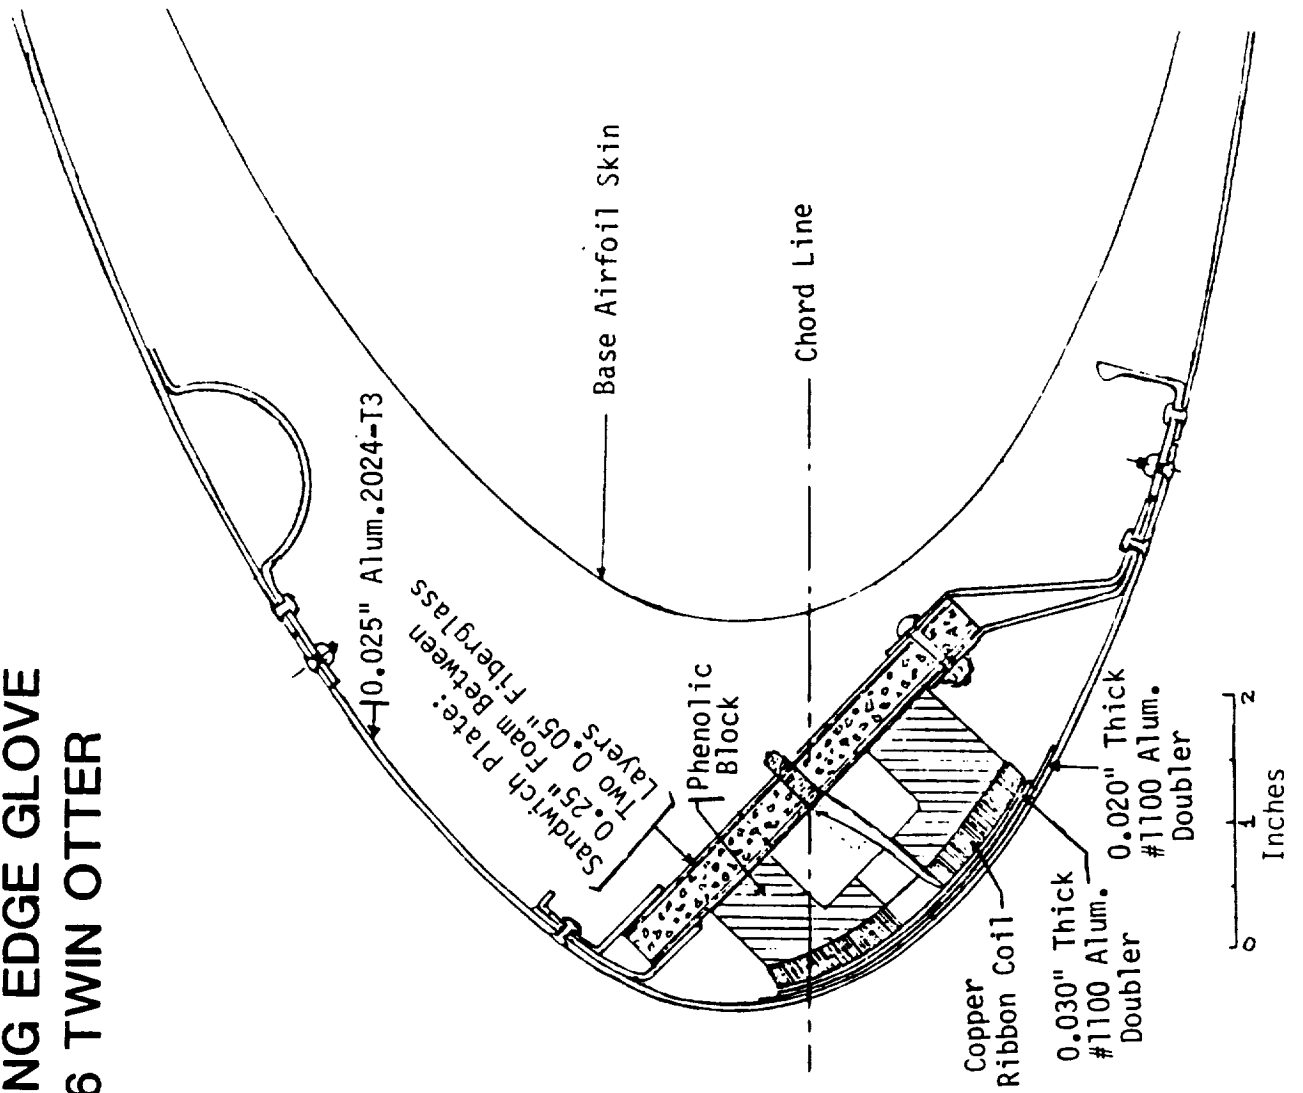 NG EDGE GLOVE
6 TWIN OTTER
0.025" Alum.2024-T3
Base Airfoil Skin
Chord Line
Sandwich Plate:
0.25" Foam Between
Two 0.05" Fiberglass
Layers
Phenolic
Block
Copper
Ribbon Coil
0.030" Thick
#1100 Alum.
Doubler
0.020" Thick
#1100 Alum.
Doubler
0 1 2
Inches